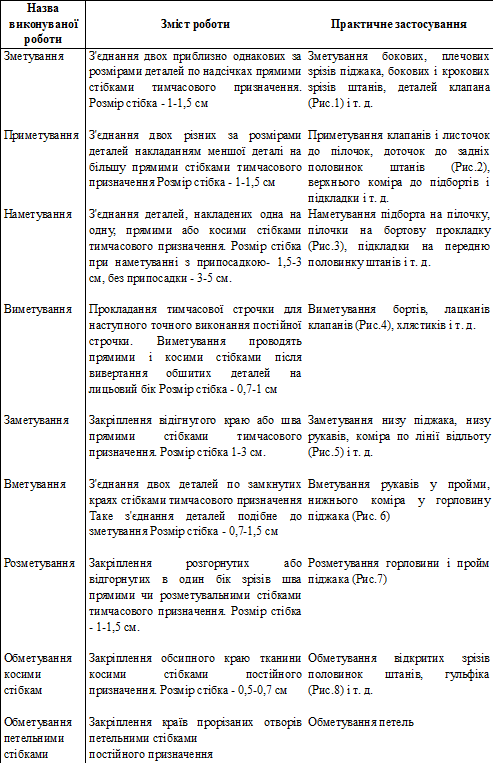 Назва
виконуваної
роботи
Зміст роботи
Практичне застосування
Зметування
З'єднання двох приблизно однакових за
розмірами деталей по надсічках прямими
стібками тимчасового призначення.
Розмір стібка - 1-1,5 см
Зметування бокових, плечових
зрізів піджака, бокових і крокових
зрізів штанів, деталей клапана
(Рис.1) і т. д.
Приметування
З'єднання двох різних за розмірами
деталей накладанням меншої деталі на
більшу прямими стібками тимчасового
призначення Розмір стібка - 1-1,5 см
Приметування клапанів і листочок
до пілочок, доточок до задніх
половинок штанів (Рис.2),
верхнього коміра до підбортів і
підкладки і т. д.
Наметування
З'єднання деталей, накладених одна на
одну, прямими або косими стібками
тимчасового призначення. Розмір стібка
при наметуванні з припосадкою- 1,5-3
см, без припосадки - 3-5 см.
Наметування підборта на пілочку,
пілочки на бортову прокладку
(Рис.3), підкладки на передню
половинку штанів і т. д.
Виметування
Прокладання тимчасової строчки для
наступного точного виконання постійної
строчки. Виметування проводять
прямими і косими стібками після
вивертання обшитих деталей на
лицьовий бік Розмір стібка - 0,7-1 см
Виметування бортів, лацканів
клапанів (Рис.4), хлястиків і т. д.
Заметування
Закріплення відігнутого краю або шва
прямими стібками тимчасового
призначення. Розмір стібка 1-3 см.
Заметування низу піджака, низу
рукавів, коміра по лінії відльоту
(Рис.5) і т. д.
Вметування
З'єднання двох деталей по замкнутих
краях стібками тимчасового призначення
Таке з'єднання деталей подібне до
зметування Розмір стібка - 0,7-1,5 см
Вметування рукавів у пройми,
нижнього коміра у горловину
піджака (Рис. 6)
Розметування
Закріплення розгорнутих або
відгорнутих в один бік зрізів шва
прямими чи розметувальними стібками
тимчасового призначення. Розмір стібка
- 1-1,5 см.
Розметування горловини і пройм
піджака (Рис.7)
Обметування
косими
стібкам
Закріплення обсипного краю тканини
косими стібками постійного
призначення. Розмір стібка - 0,5-0,7 см
Обметування відкритих зрізів
половинок штанів, гульфіка
(Рис.8) і т. д.
Обметування
петельними
стібками
Закріплення країв прорізаних отворів
петельними стібками
постійного призначення
Обметування петель